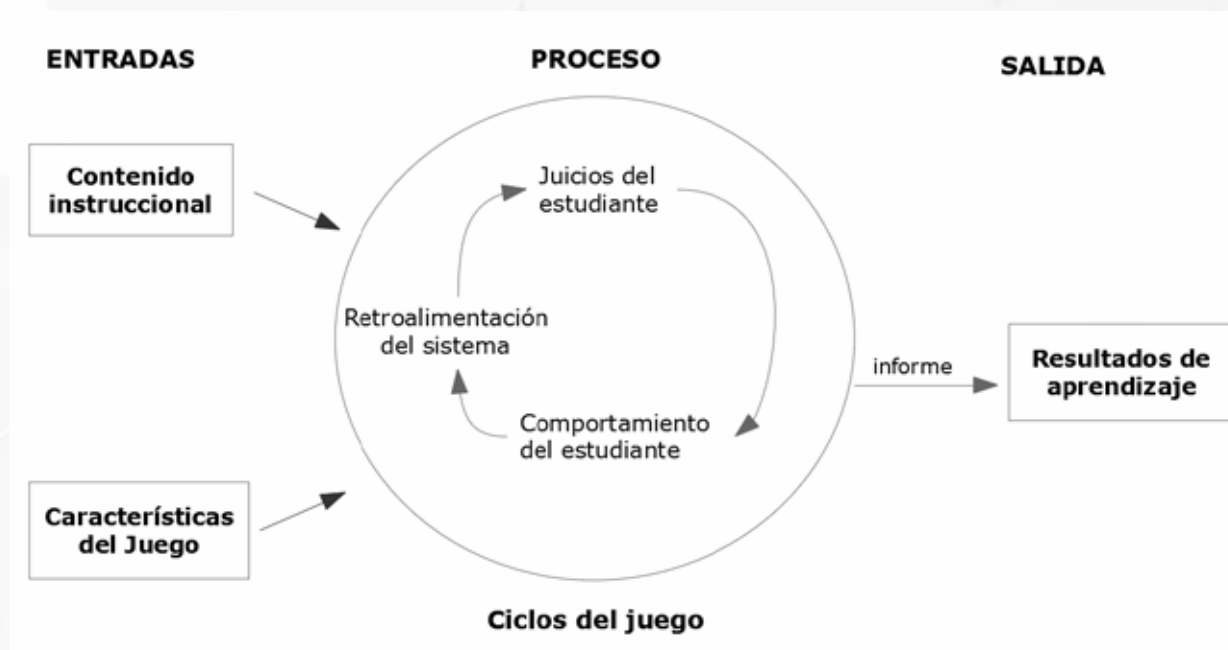 ENTRADAS
PROCESO
SALIDA
Contenido
instruccional
Juicios del
estudiante
Retroalimentación
del sistema
Comportamiento
del estudiante
informe
Resultados de
aprendizaje
Característícas
del Juego
Ciclos del juego